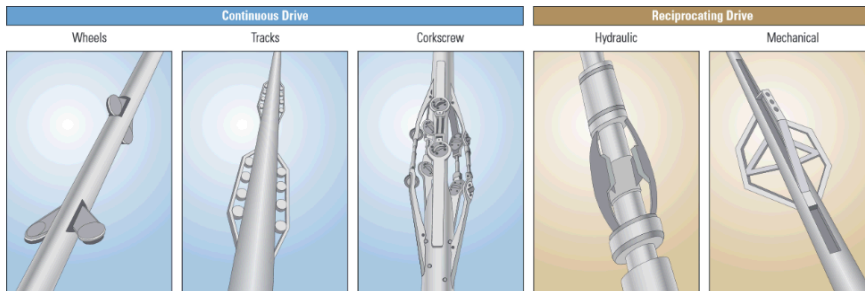 Continuous Drive
Reciprocating Drive
Wheels
Tracks
Corkscrew
Hydraulic
Mechanical